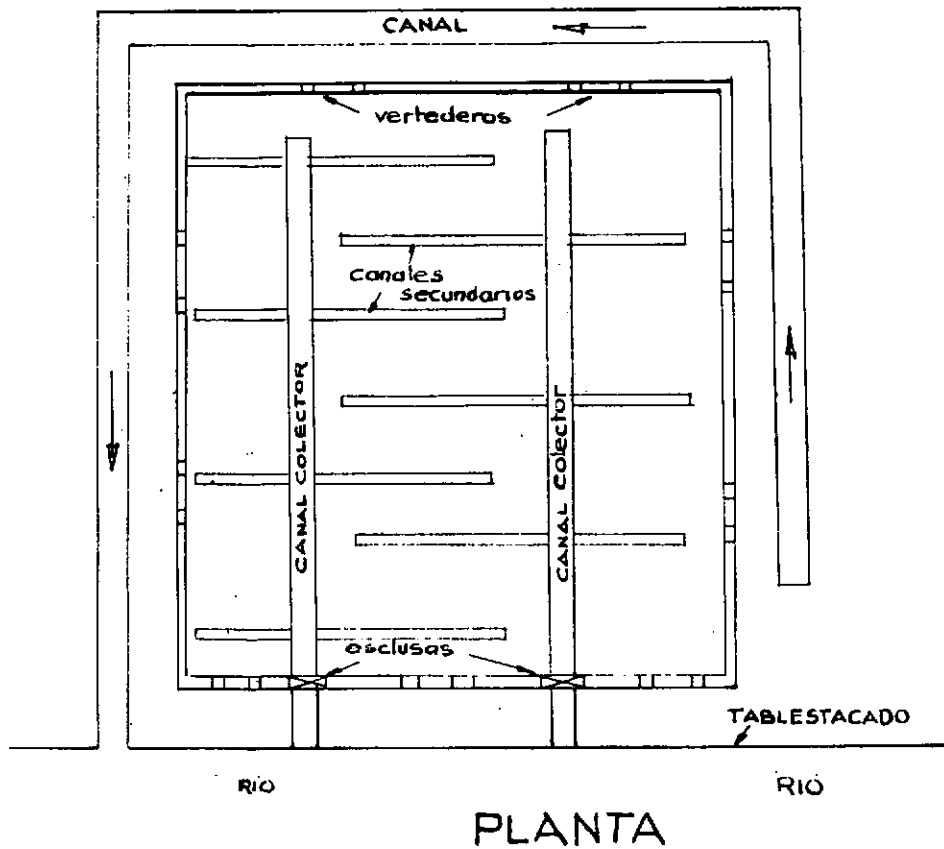 CANAL
vertederos
canales
secundarios
CANAL COLECTOR
CANAL Colector
esclusas
TABLESTACADO
RIO
RIO
PLANTA